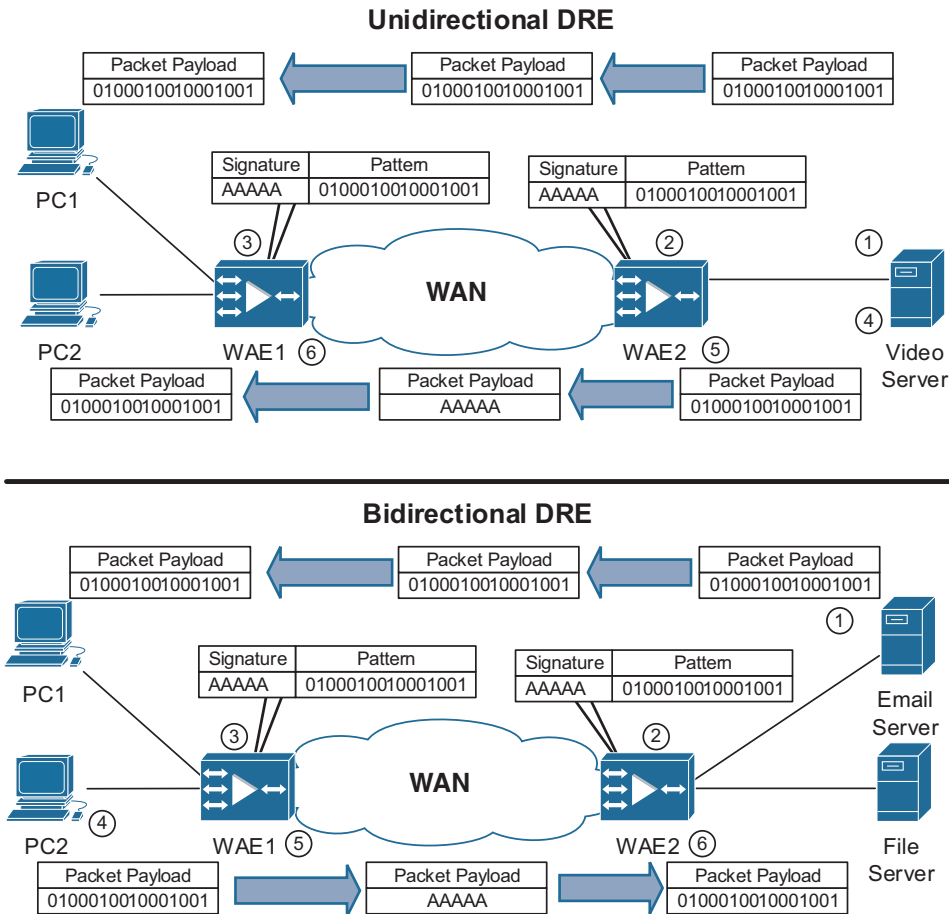 Unidirectional DRE
Packet Payload Packet Payload Packet Payload
01000100100010​01 0100010010001001 0100010010001001
Signature Pattern
AAAAA 0100010010001001
Signature Pattern
AAAAA 0100010010001001
PC1
3 2 1
WAN
4
PC2 WAE1 6 WAE2 5 Video
Server
Packet Payload Packet Payload Packet Payload
0100010010001001 AAAAA 0100010010001001
Bidirectional DRE
Packet Payload Packet Payload Packet Payload
0100010010001001 0100010010001001 0100010010001001
1
Signature Pattern
AAAAA 0100010010001001
Signature Pattern
AAAAA 0100010010001001
PC1
Email
Server
3 2
WAN
4
PC2 WAE1 5 WAE2 6 File
Server
Packet Payload Packet Payload Packet Payload
0100010010001001 AAAAA 0100010010001001